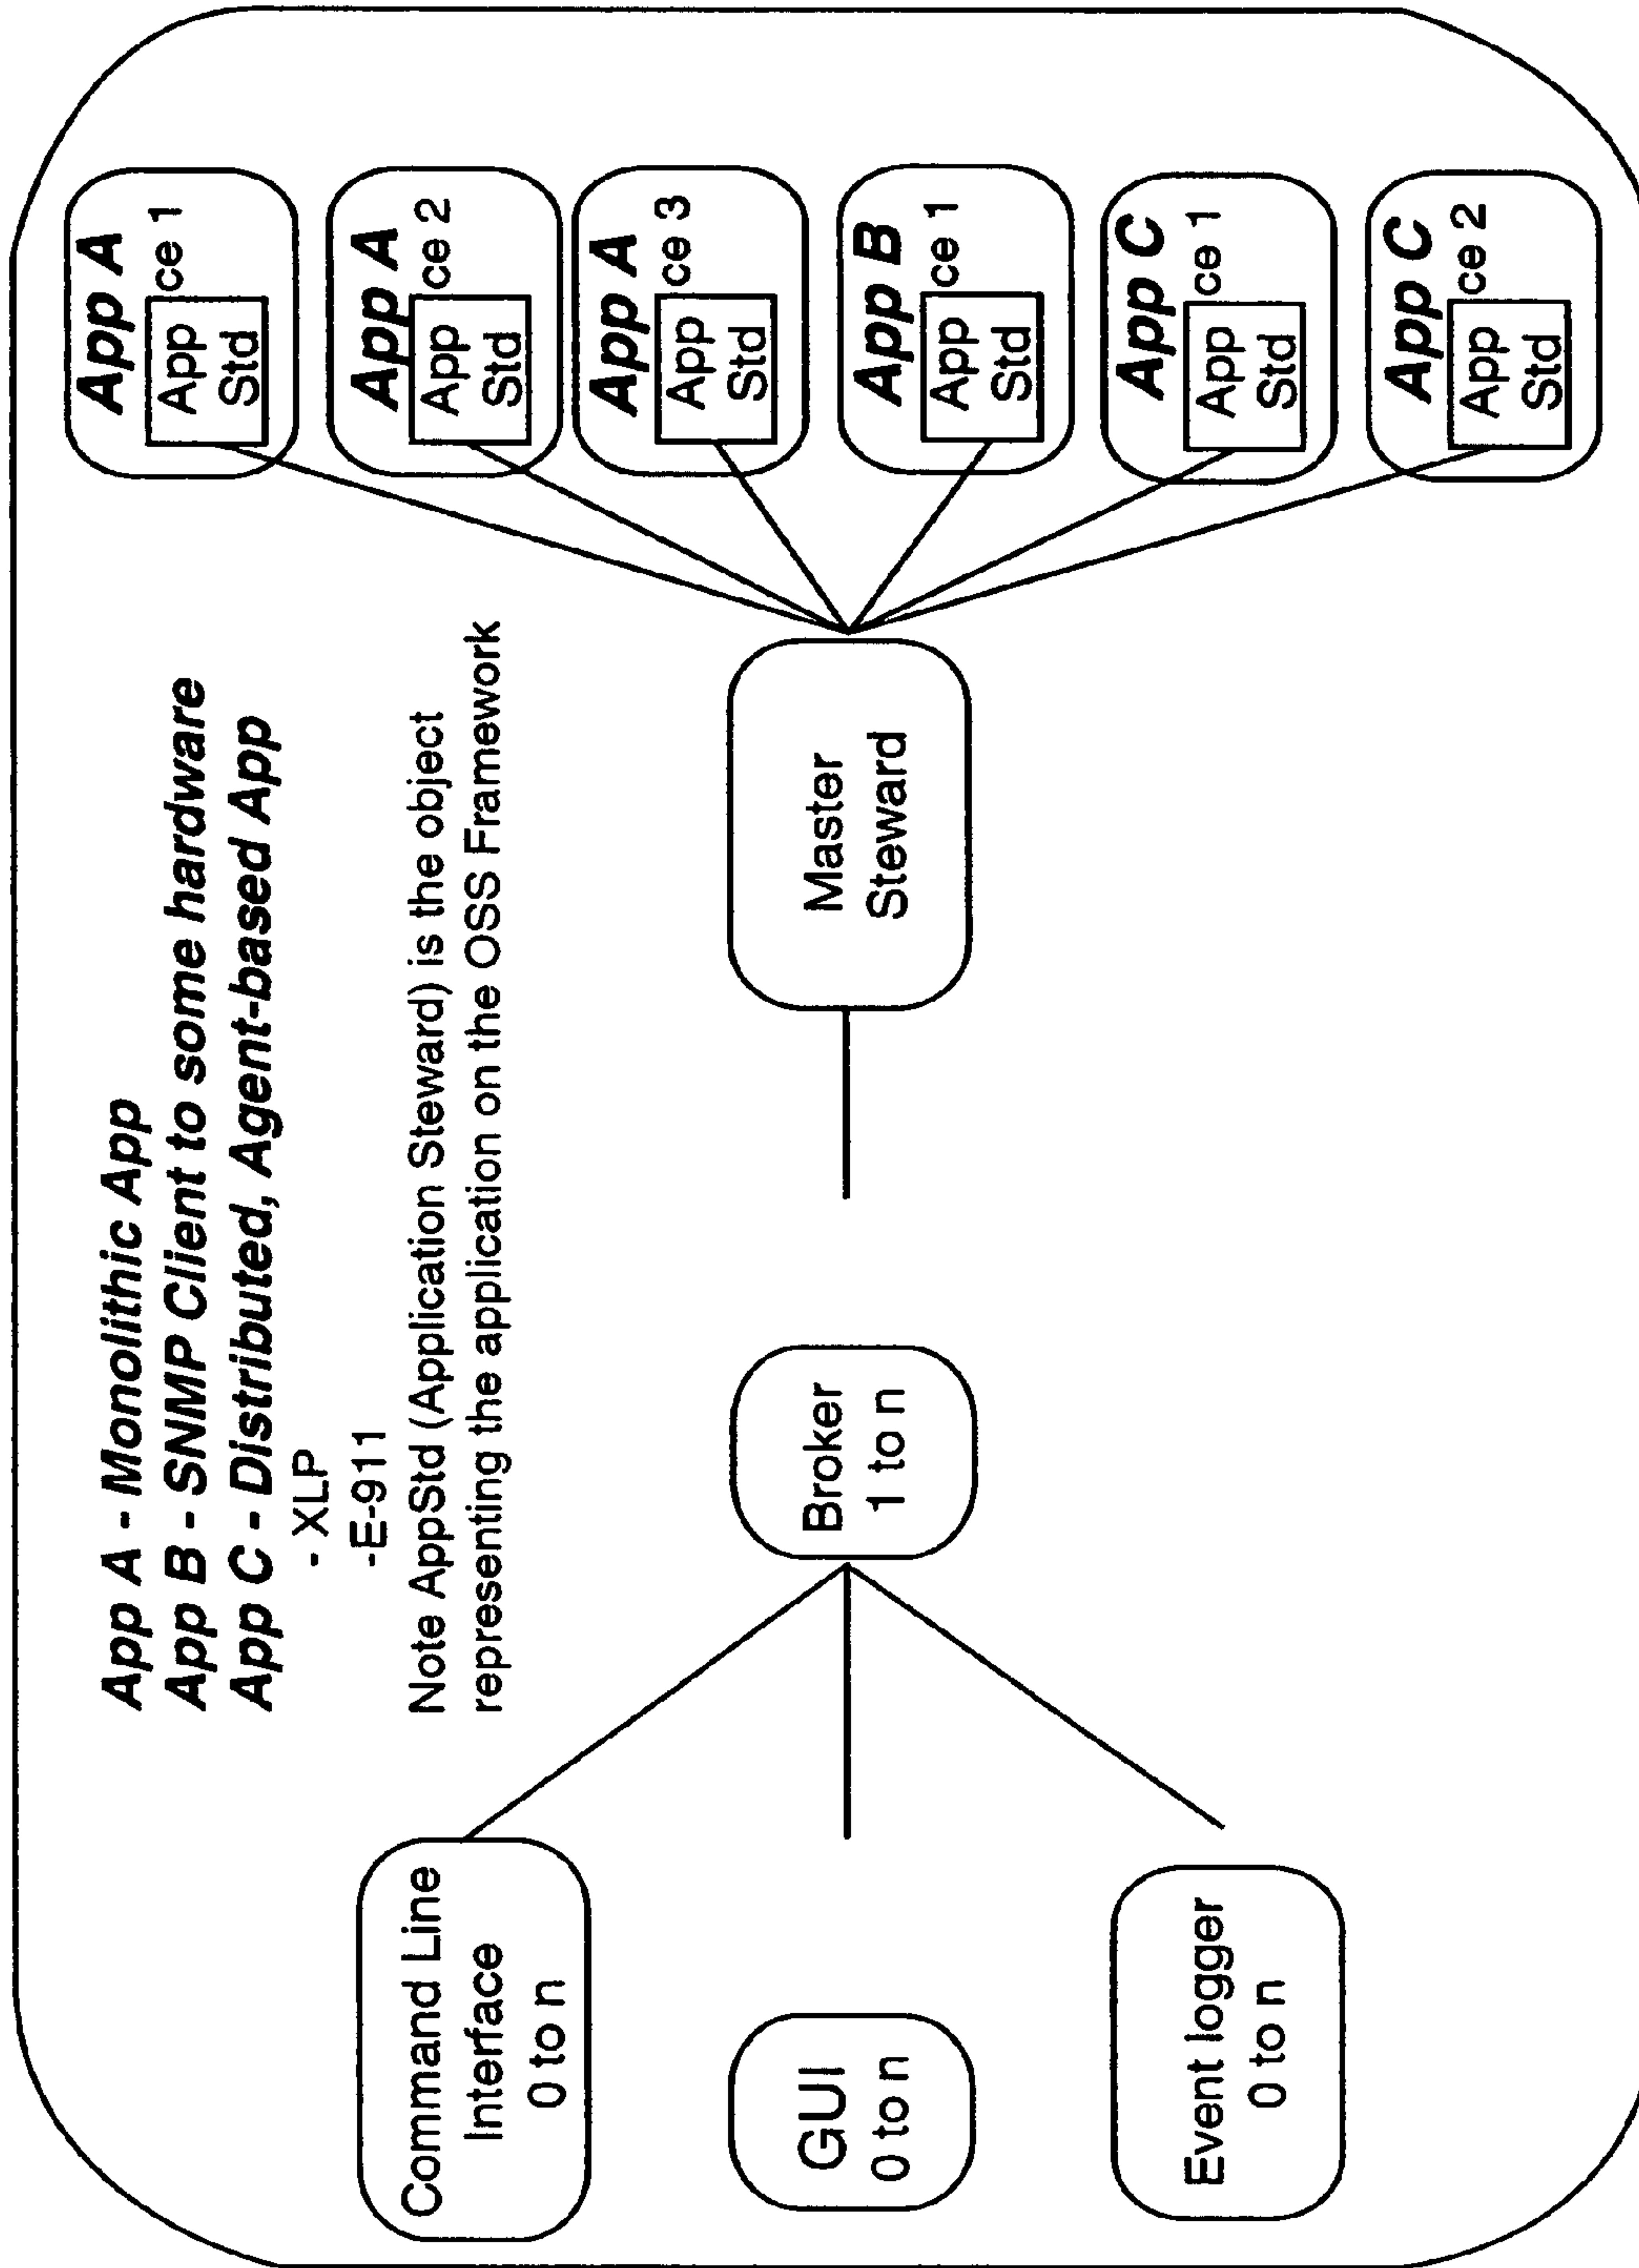 App A - Monolithic App
App B - SNMP Client to some hardware
App C - Distributed, Agent-based App
- XLP
-E-911
Note AppStd (Application Steward) is the object
representing the application on the OSS Framework
Command Line
Interface
0 to n
GUI
0 to n
Event logger
0 to n
Broker
1 to n
Master
Steward
App A
ce 1
App
Std
App A
ce 2
App
Std
App A
ce 3
App
Std
App B
ce 1
App
Std
App C
ce 1
App
Std
App C
ce 2
App
Std